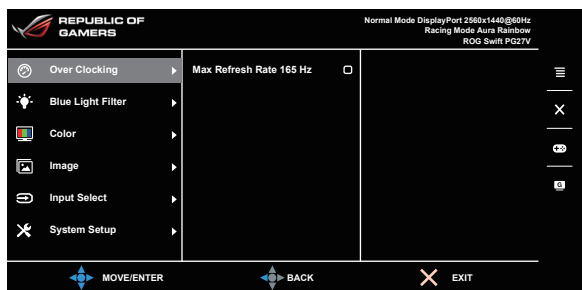 REPUBLIC OF
GAMERS
Normal Mode DisplayPort 2560x1440@60Hz
Racing Mode Aura Rainbow
ROG Swift PG27V
Over Clocking
Max Refresh Rate 165 Hz
Blue Light Filter
Color
Image
Input Select
System Setup
G
MOVE/ENTER
BACK
EXIT